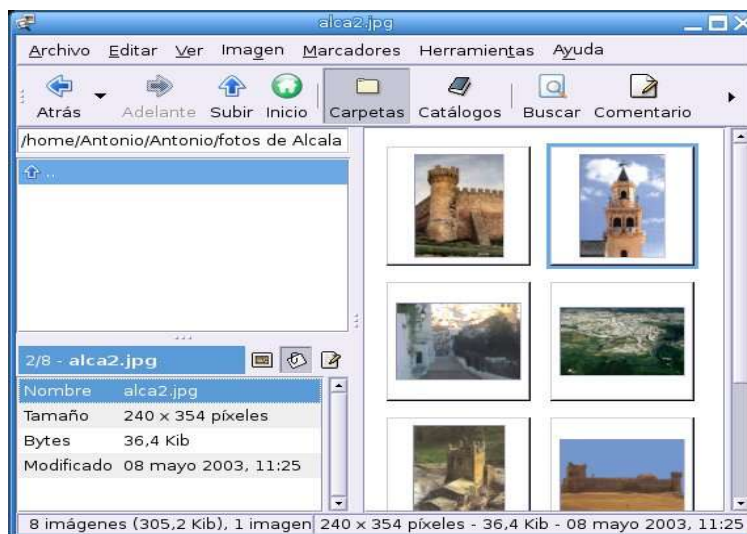 alca2.jpg
Archivo Editar Ver Imagen Marcadores Herramientas Ayuda
Atrás Adelante Subir Inicio Carpetas Catálogos Buscar Comentario
/home/Antonio/Antonio/fotos de Alcala
..
2/8 - alca2.jpg
Nombre alca2.jpg
Tamaño 240 x 354 píxeles
Bytes 36,4 Kib
Modificado 08 mayo 2003, 11:25
8 imágenes (305,2 Kib), 1 imagen 240 x 354 píxeles - 36,4 Kib - 08 mayo 2003, 11:25